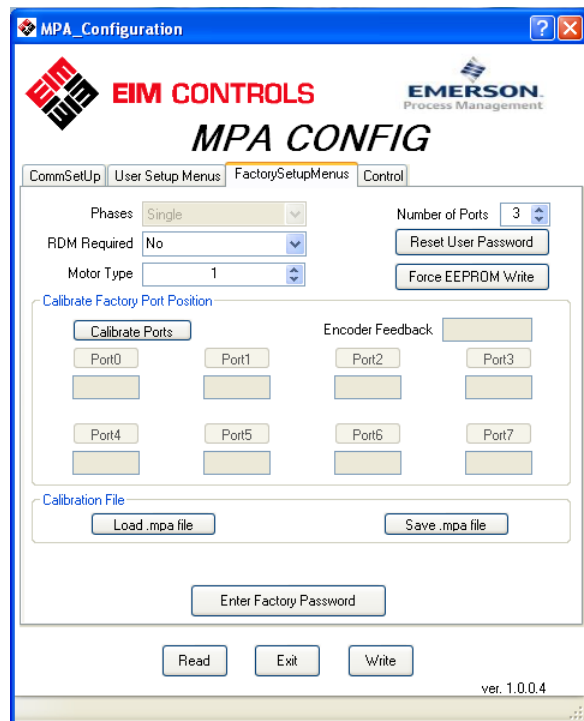 MPA_Configuration
EIM
EIM
EIM CONTROLS
EMERSON
Process Management
MPA CONFIG
CommSetUp User Setup Menus FactorySetupMenus Control
Phases Single Number of Ports 3
RDM Required No Reset User Password
Motor Type 1 Force EEPROM Write
Calibrate Factory Port Position
Calibrate Ports Encoder Feedback
Port0 Port1 Port2 Port3
Port4 Port5 Port6 Port7
Calibration File
Load .mpa file Save .mpa file
Enter Factory Password
Read Exit Write
ver. 1.0.0.4